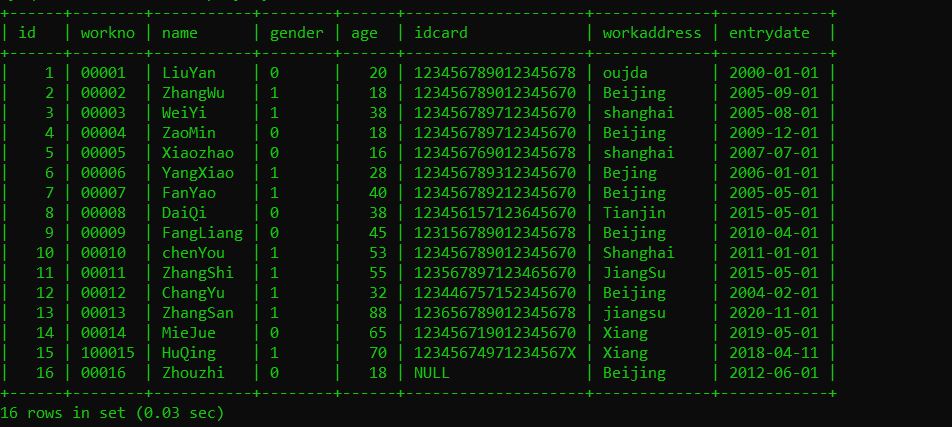 +------+--------+-----------+--------+------+--------------------+-------------+------------+
| id   | workno | name      | gender | age  | idcard             | workaddress | entrydate  |
+------+--------+-----------+--------+------+--------------------+-------------+------------+
|    1 | 00001  | LiuYan    | 0      |   20 | 123456789012345678 | oujda       | 2000-01-01 |
|    2 | 00002  | ZhangWu   | 1      |   18 | 123456789012345670 | Beijing     | 2005-09-01 |
|    3 | 00003  | WeiYi     | 1      |   38 | 123456789712345670 | shanghai    | 2005-08-01 |
|    4 | 00004  | ZaoMin    | 0      |   18 | 123456789712345670 | Beijing     | 2009-12-01 |
|    5 | 00005  | Xiaozhao  | 0      |   16 | 123456769012345678 | shanghai    | 2007-07-01 |
|    6 | 00006  | YangXiao  | 1      |   28 | 123456789312345670 | Bejing      | 2006-01-01 |
|    7 | 00007  | FanYao    | 1      |   40 | 123456789212345670 | Beijing     | 2005-05-01 |
|    8 | 00008  | DaiQi     | 0      |   38 | 123456157123645670 | Tianjin     | 2015-05-01 |
|    9 | 00009  | FangLiang | 0      |   45 | 123156789012345678 | Beijing     | 2010-04-01 |
|   10 | 00010  | chenYou   | 1      |   53 | 123456789012345670 | Shanghai    | 2011-01-01 |
|   11 | 00011  | ZhangShi  | 1      |   55 | 123567897123465670 | JiangSu     | 2015-05-01 |
|   12 | 00012  | ChangYu   | 1      |   32 | 123446757152345670 | Beijing     | 2004-02-01 |
|   13 | 00013  | ZhangSan  | 1      |   88 | 123656789012345678 | jiangsu     | 2020-11-01 |
|   14 | 00014  | MieJue    | 0      |   65 | 123456719012345670 | Xiang       | 2019-05-01 |
|   15 | 100015 | HuQing    | 1      |   70 | 12345674971234567X | Xiang       | 2018-04-11 |
|   16 | 00016  | Zhouzhi   | 0      |   18 | NULL               | Beijing     | 2012-06-01 |
+------+--------+-----------+--------+------+--------------------+-------------+------------+
16 rows in set (0.03 sec)